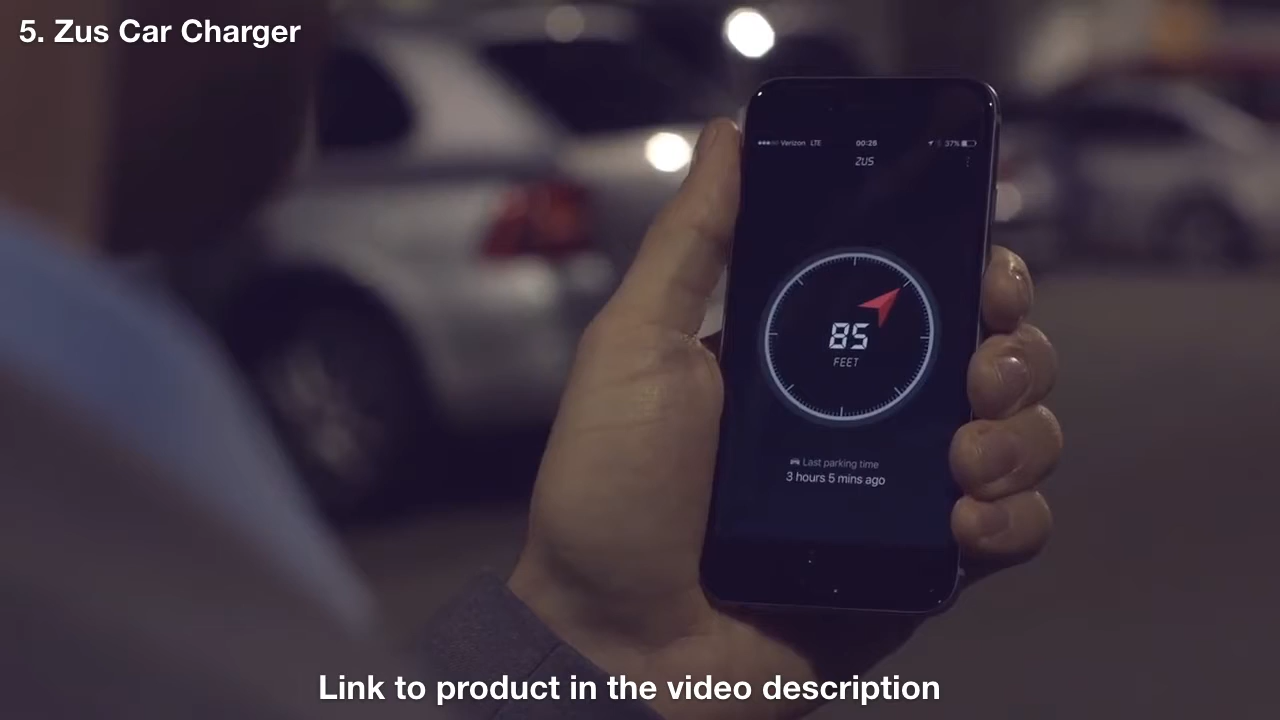 5. Zus Car Charger
Verizon LTE 00:26 37%
ZUS
85
FEET
Last parking time
3 hours 5 mins ago
Link to product in the video description